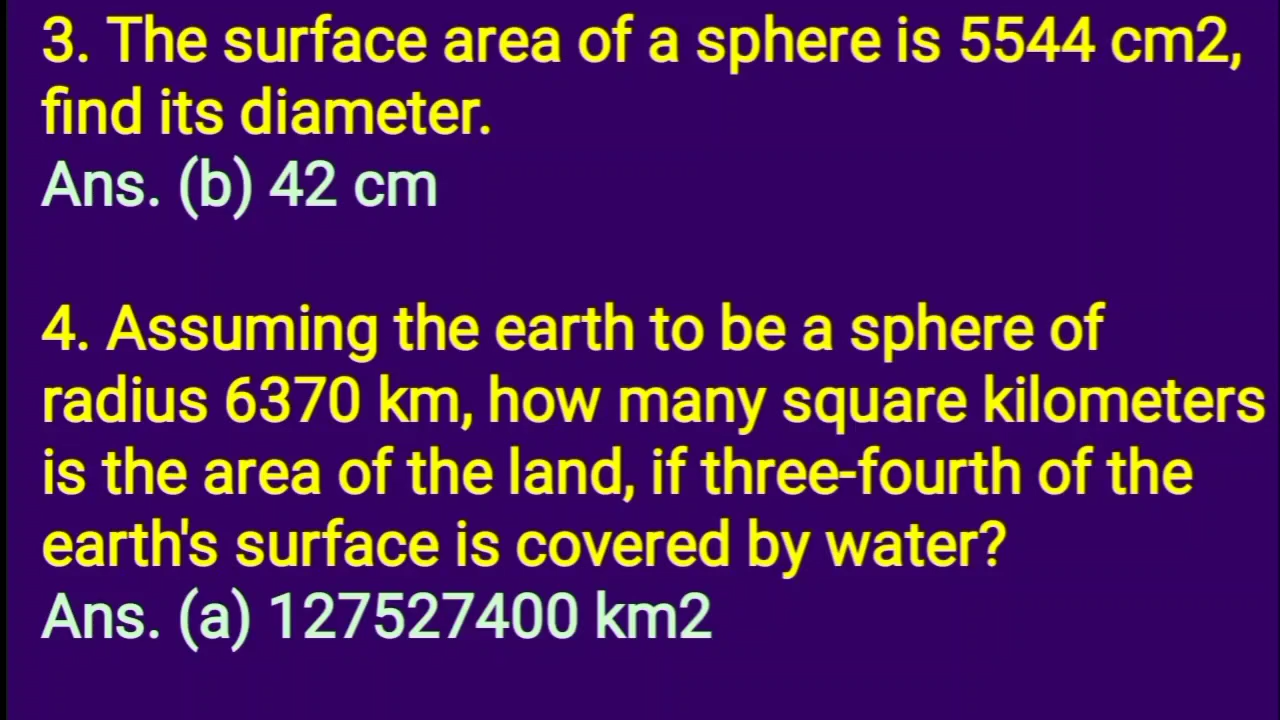 3. The surface area of a sphere is 5544 cm2,
find its diameter.
Ans. (b) 42 cm
4. Assuming the earth to be a sphere of
radius 6370 km, how many square kilometers
is the area of the land, if three-fourth of the
earth's surface is covered by water?
Ans. (a) 127527400 km2